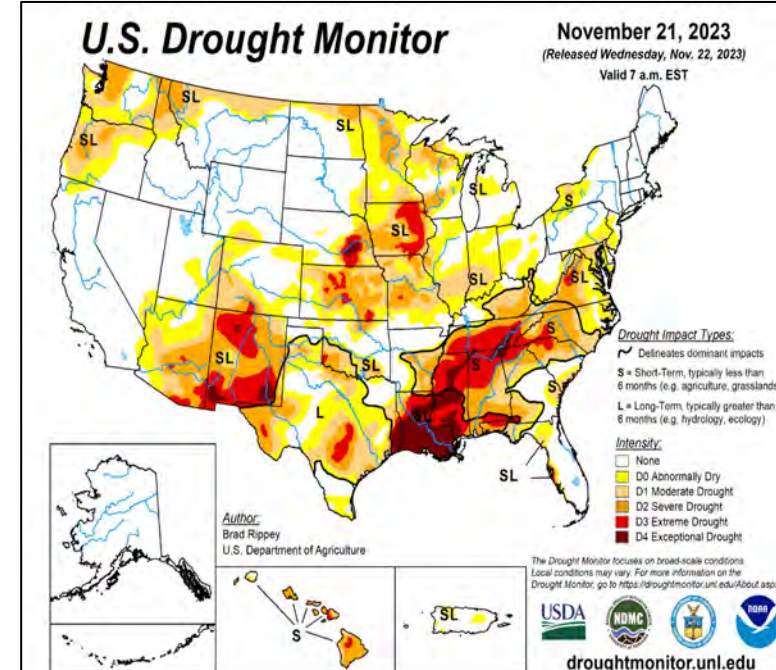 U.S. Drought Monitor
November 21, 2023
(Released Wednesday, Nov. 22, 2023)
Valid 7 a.m. EST
SL
SL
SL
SL
S
SL
SL
SL
S
SL
SL
S
L
SL
S
SL
Drought Impact Types:
Delineates dominant impacts
S = Short-Term, typically less than
6 months (e.g. agriculture, grasslands
L = Long-Term, typically greater than
6 months (e.g. hydrology, ecology)
Intensity:
None
D0 Abnormally Dry
D1 Moderate Drought
D2 Severe Drought
D3 Extreme Drought
D4 Exceptional Drought
Author:
Brad Rippey
U.S. Department of Agriculture
S
SL
The Drought Monitor focuses on broad-scale conditions.
Local conditions may vary. For more information on the
Drought Monitor, go to https://droughtmonitor.unl.edu/About.asp
USDA
NDMC
NOAA
droughtmonitor.unl.edu